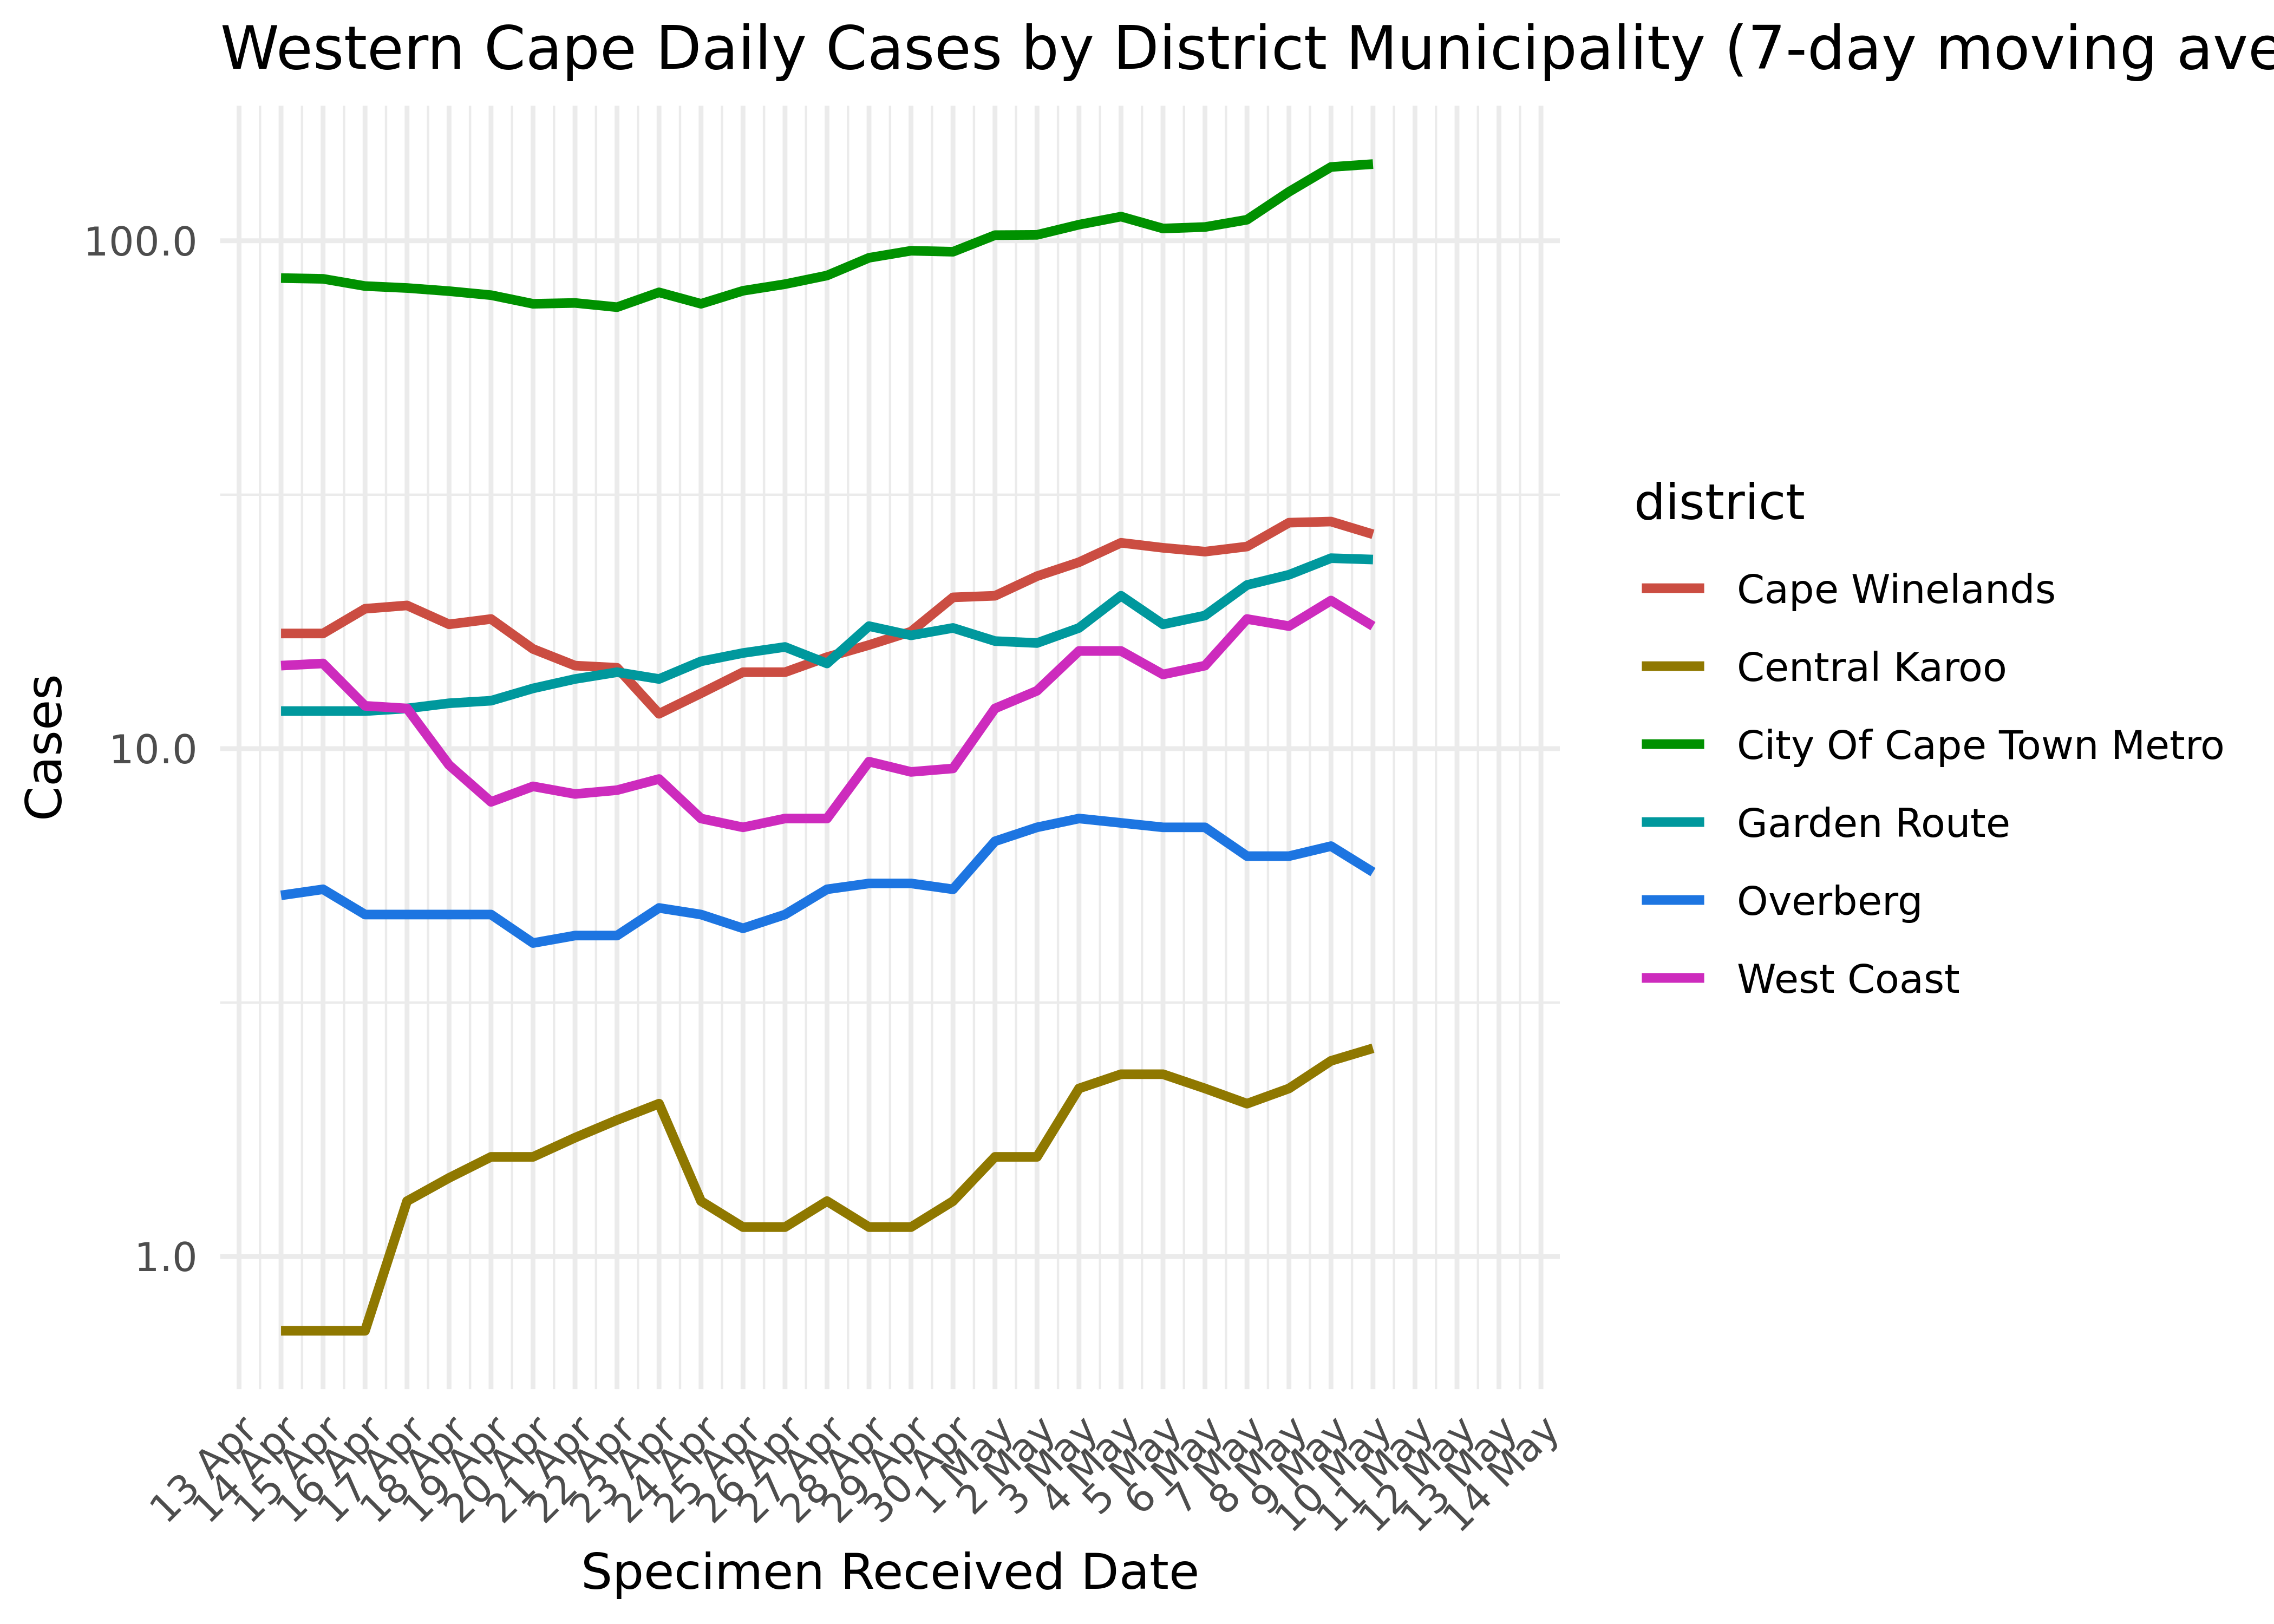 Western Cape Daily Cases by District Municipality (7-day moving ave
100.0
10.0
1.0
Cases
district
Cape Winelands
Central Karoo
City Of Cape Town Metro
Garden Route
Overberg
West Coast
13 Apr
14 Apr
15 Apr
16 Apr
17 Apr
18 Apr
19 Apr
20 Apr
21 Apr
22 Apr
23 Apr
24 Apr
25 Apr
26 Apr
27 Apr
28 Apr
29 Apr
30 Apr
1 May
2 May
3 May
4 May
5 May
6 May
7 May
8 May
9 May
10 May
11 May
12 May
13 May
14 May
Specimen Received Date